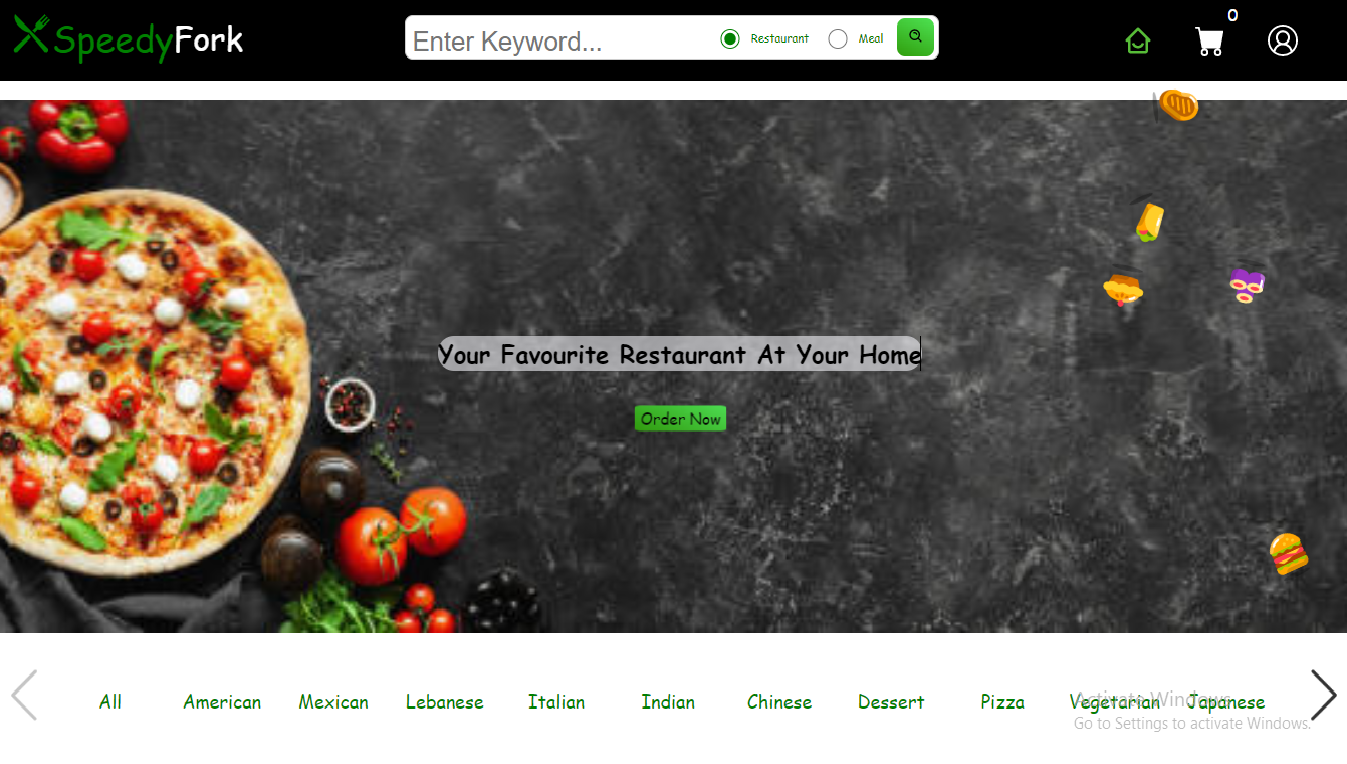 SpeedyFork
Enter Keyword...
Restaurant
Meal
0
Your Favourite Restaurant At Your Home
Order Now
All
American
Mexican
Lebanese
Italian
Indian
Chinese
Dessert
Pizza
Vegetarian
Japanese
Activate Windows
Go to Settings to activate Windows.